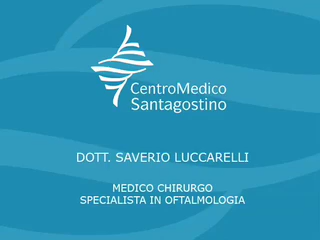 CentroMedico
Santagostino
DOTT. SAVERIO LUCCARELLI
MEDICO CHIRURGO
SPECIALISTA IN OFTALMOLOGIA